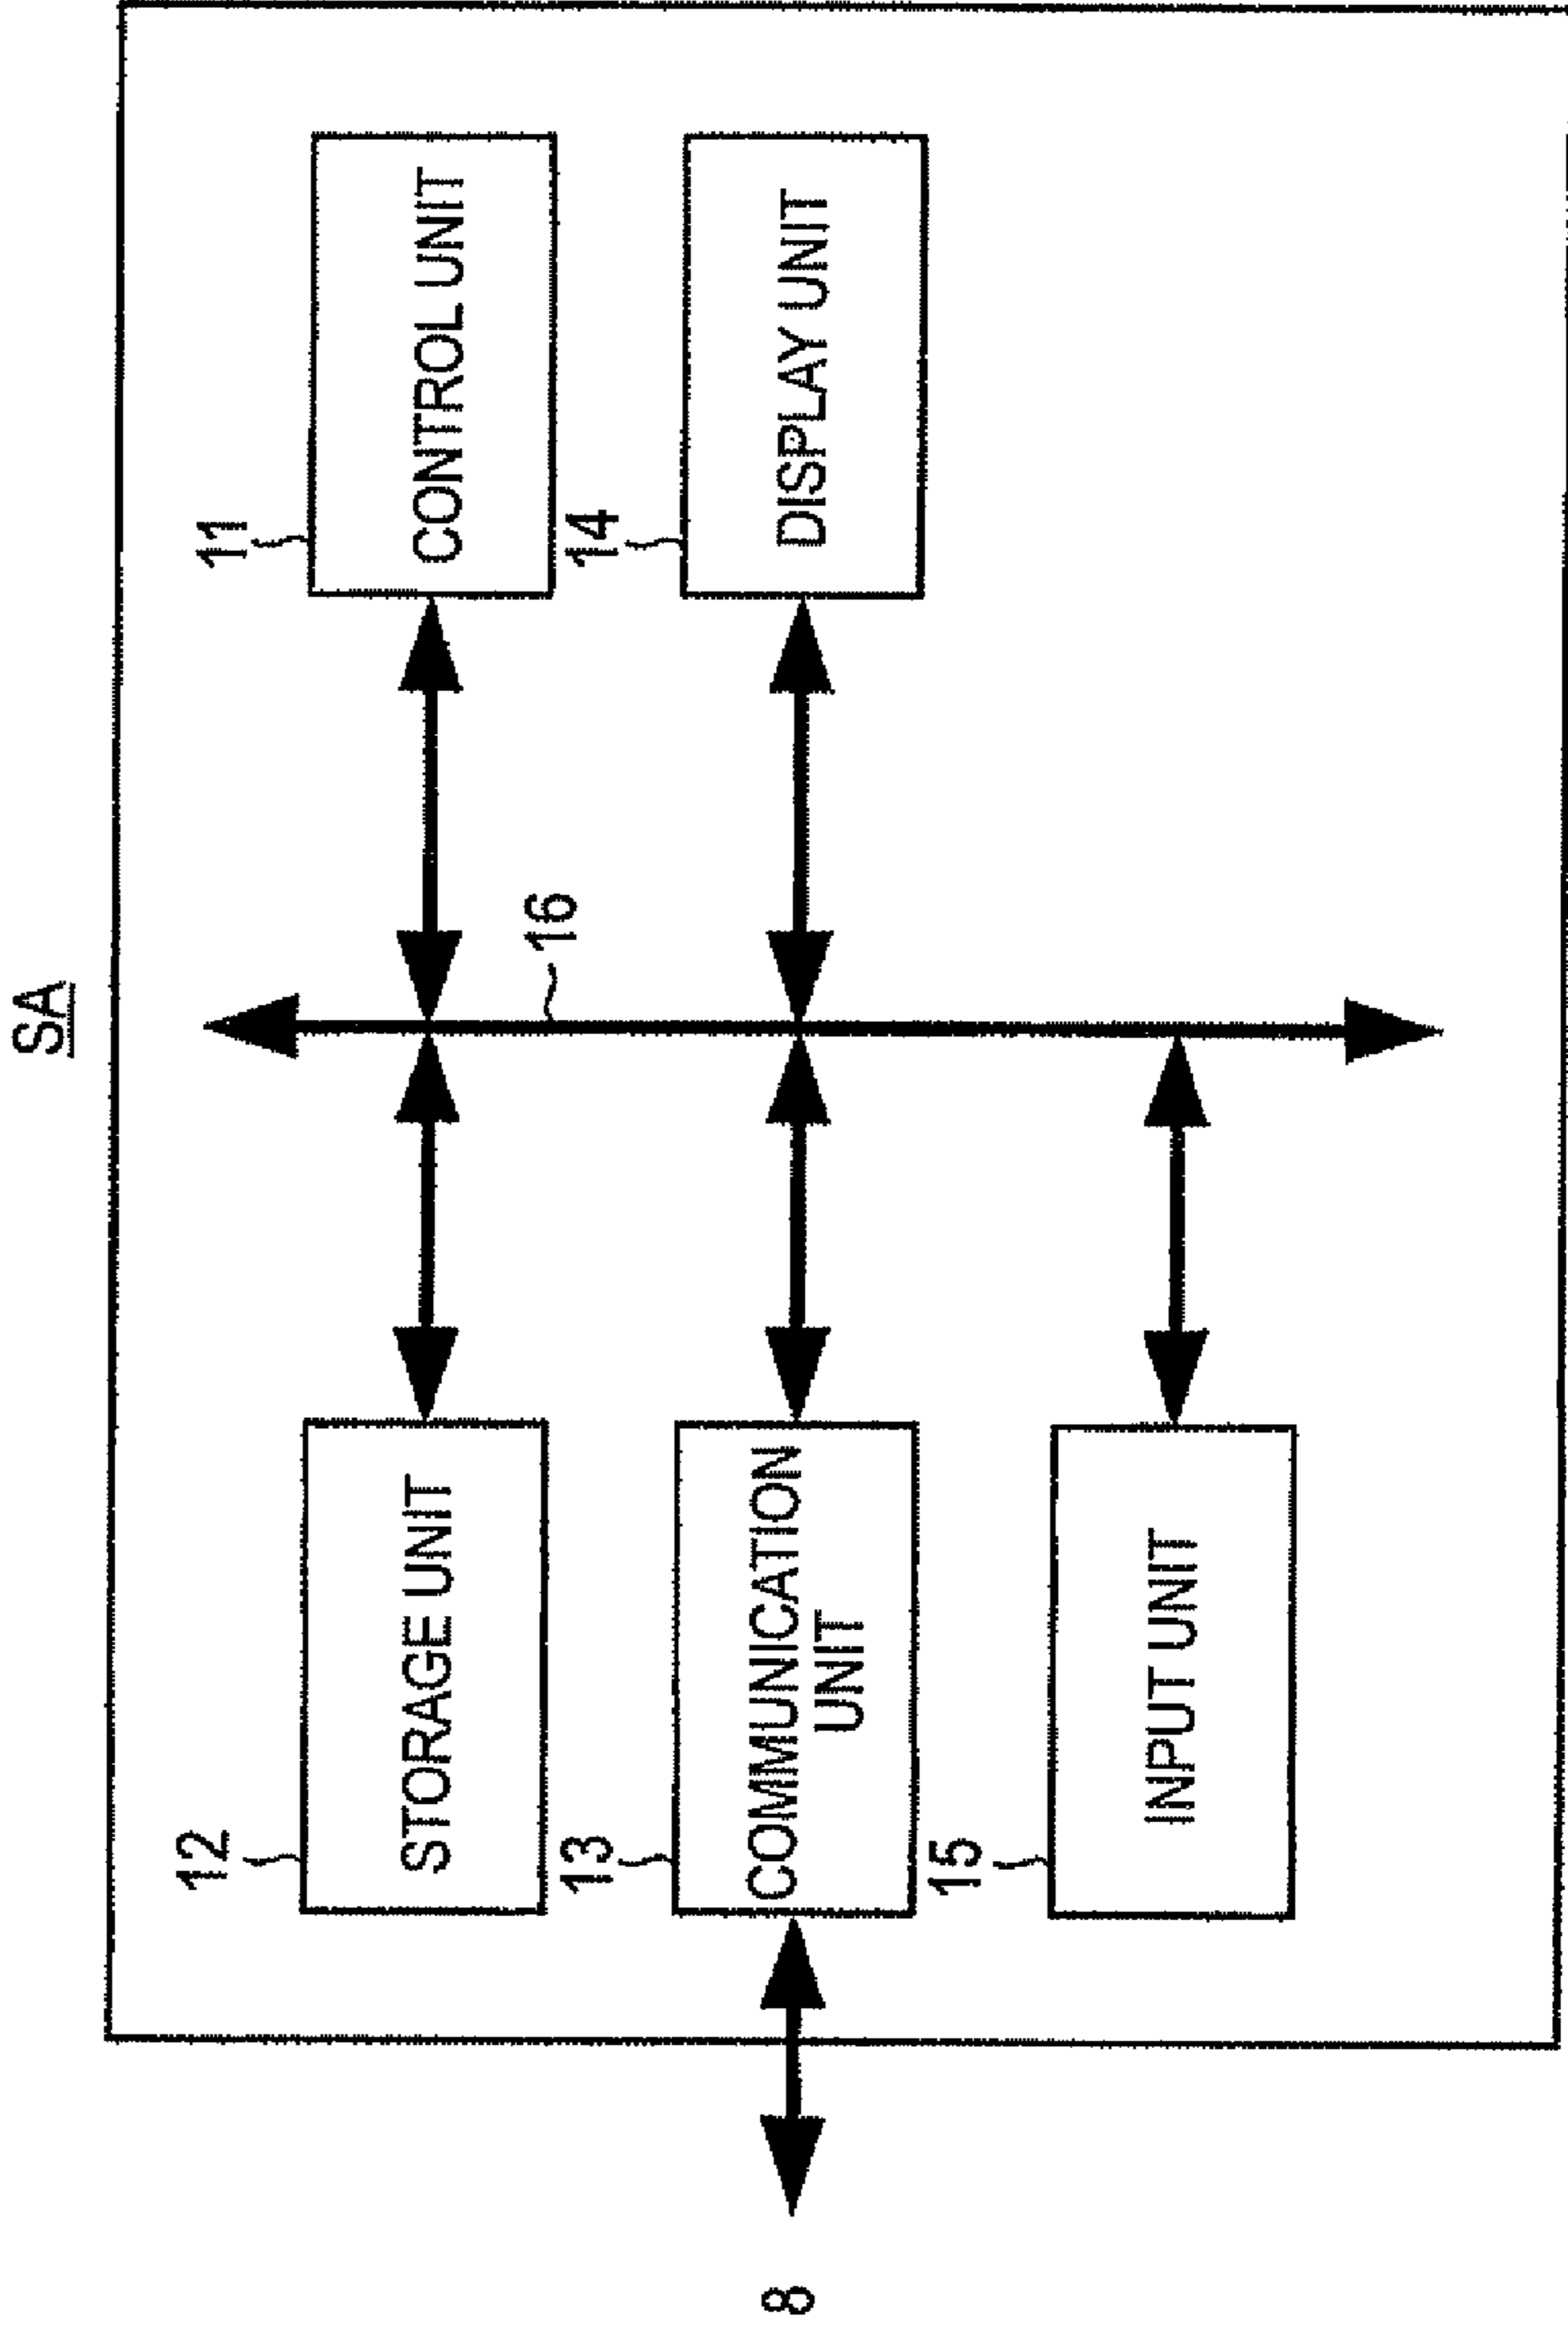 SA
12
STORAGE UNIT
11
CONTROL UNIT
16
13
COMMUNICATION
UNIT
14
DISPLAY UNIT
8
15
INPUT UNIT